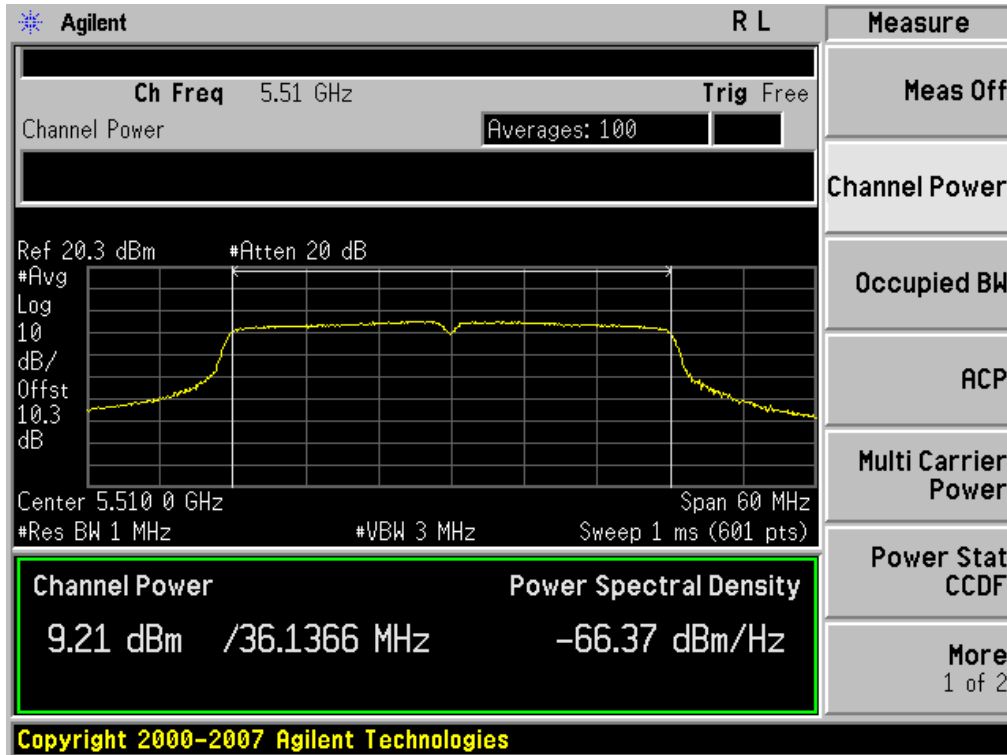 Agilent R L
Ch Freq 5.51 GHz Trig Free
Channel Power Averages: 100
Ref 20.3 dBm #Atten 20 dB
#Avg
Log
10
dB/
Offst
10.3
dB
Center 5.510 0 GHz Span 60 MHz
#Res BW 1 MHz #VBW 3 MHz Sweep 1 ms (601 pts)
Channel Power Power Spectral Density
9.21 dBm /36.1366 MHz -66.37 dBm/Hz
Copyright 2000-2007 Agilent Technologies
Measure
Meas Off
Channel Power
Occupied BW
ACP
Multi Carrier
Power
Power Stat
CCDF
More
1 of 2